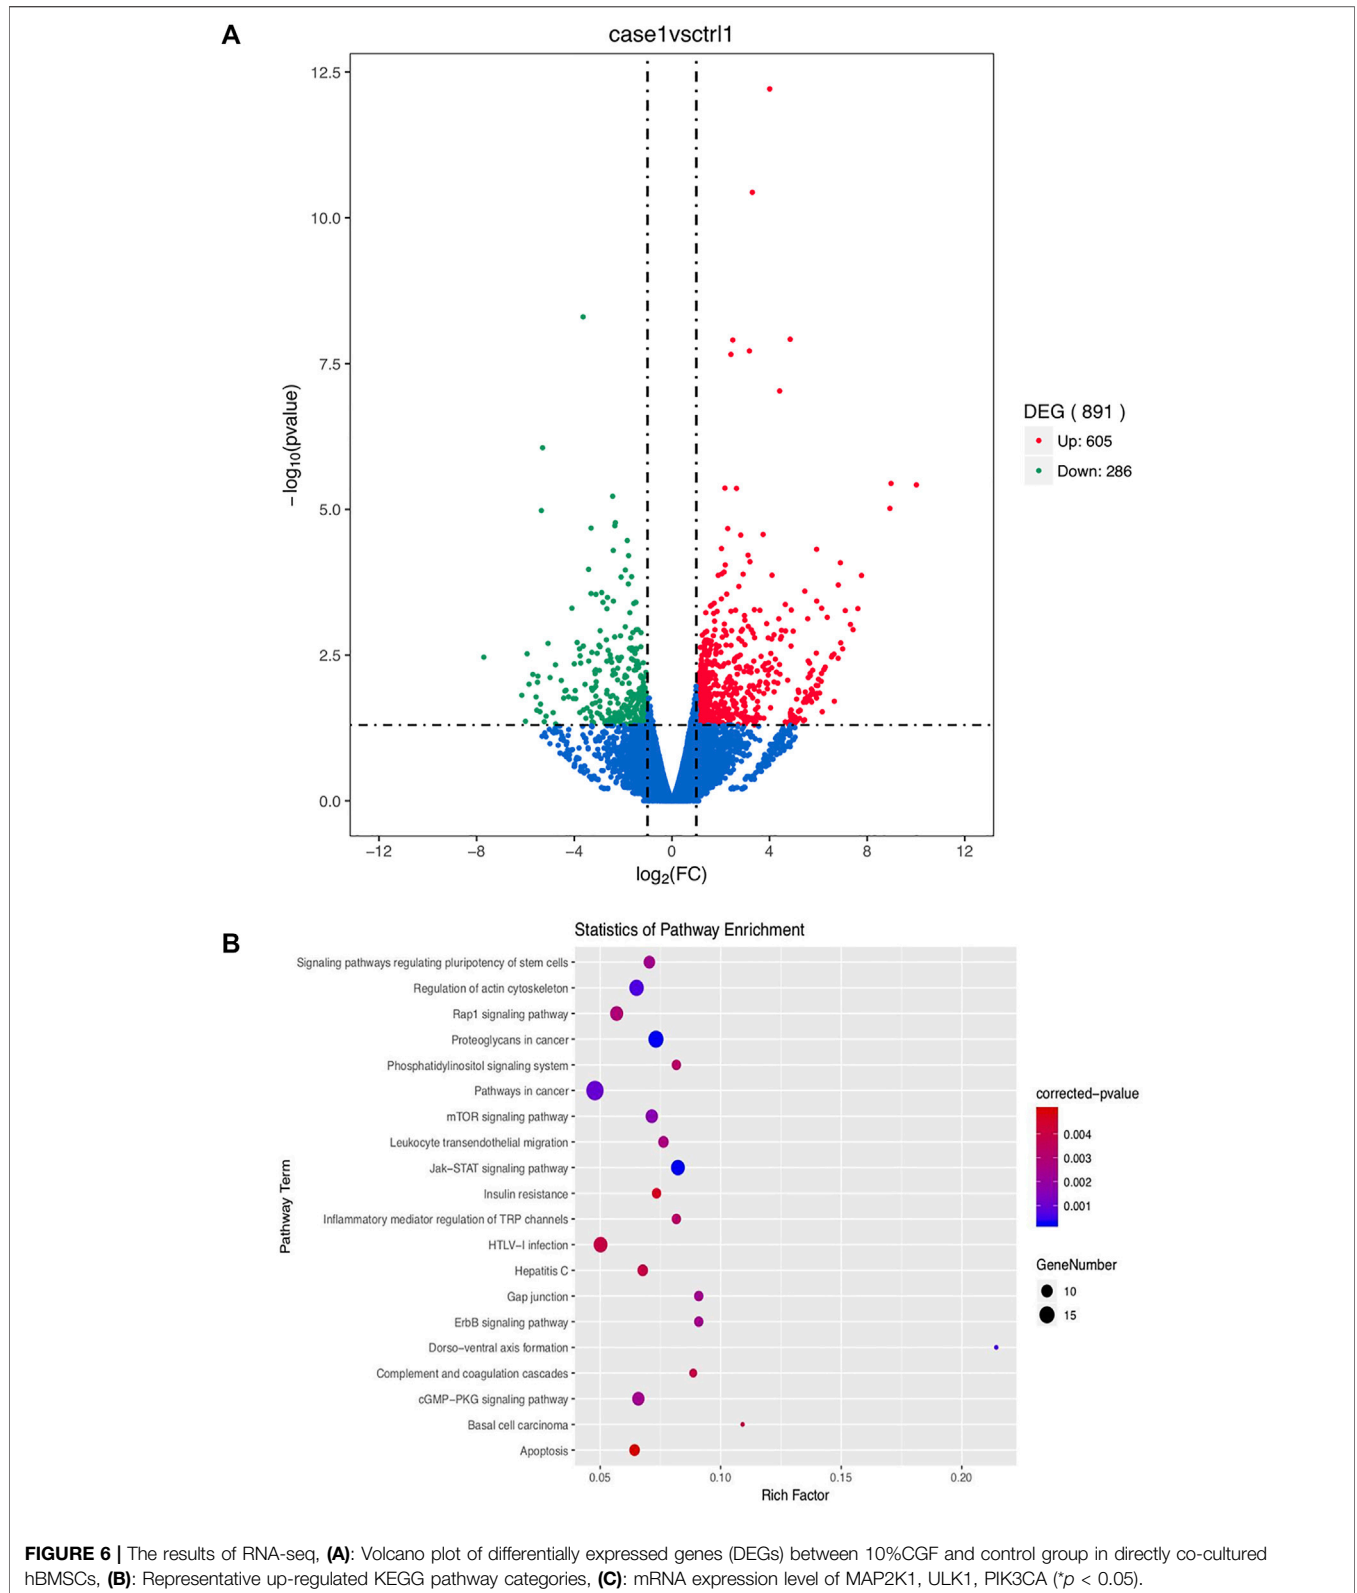 A
case1vsctrl1
12.5
10.0
7.5
5.0
2.5
0.0
−log10(pvalue)
−12 −8 −4 0 4 8 12
log2(FC)
DEG ( 891 )
Up: 605
Down: 286
B
Statistics of Pathway Enrichment
Pathway Term
Signaling pathways regulating pluripotency of stem cells
Regulation of actin cytoskeleton
Rap1 signaling pathway
Proteoglycans in cancer
Phosphatidylinositol signaling system
Pathways in cancer
mTOR signaling pathway
Leukocyte transendothelial migration
Jak−STAT signaling pathway
Insulin resistance
Inflammatory mediator regulation of TRP channels
HTLV−I infection
Hepatitis C
Gap junction
ErbB signaling pathway
Dorso−ventral axis formation
Complement and coagulation cascades
cGMP−PKG signaling pathway
Basal cell carcinoma
Apoptosis
0.05 0.10 0.15 0.20
Rich Factor
corrected−pvalue
0.004
0.003
0.002
0.001
GeneNumber
10
15
FIGURE 6 | The results of RNA-seq, (A): Volcano plot of differentially expressed genes (DEGs) between 10%CGF and control group in directly co-cultured
hBMSCs, (B): Representative up-regulated KEGG pathway categories, (C): mRNA expression level of MAP2K1, ULK1, PIK3CA (*p < 0.05).